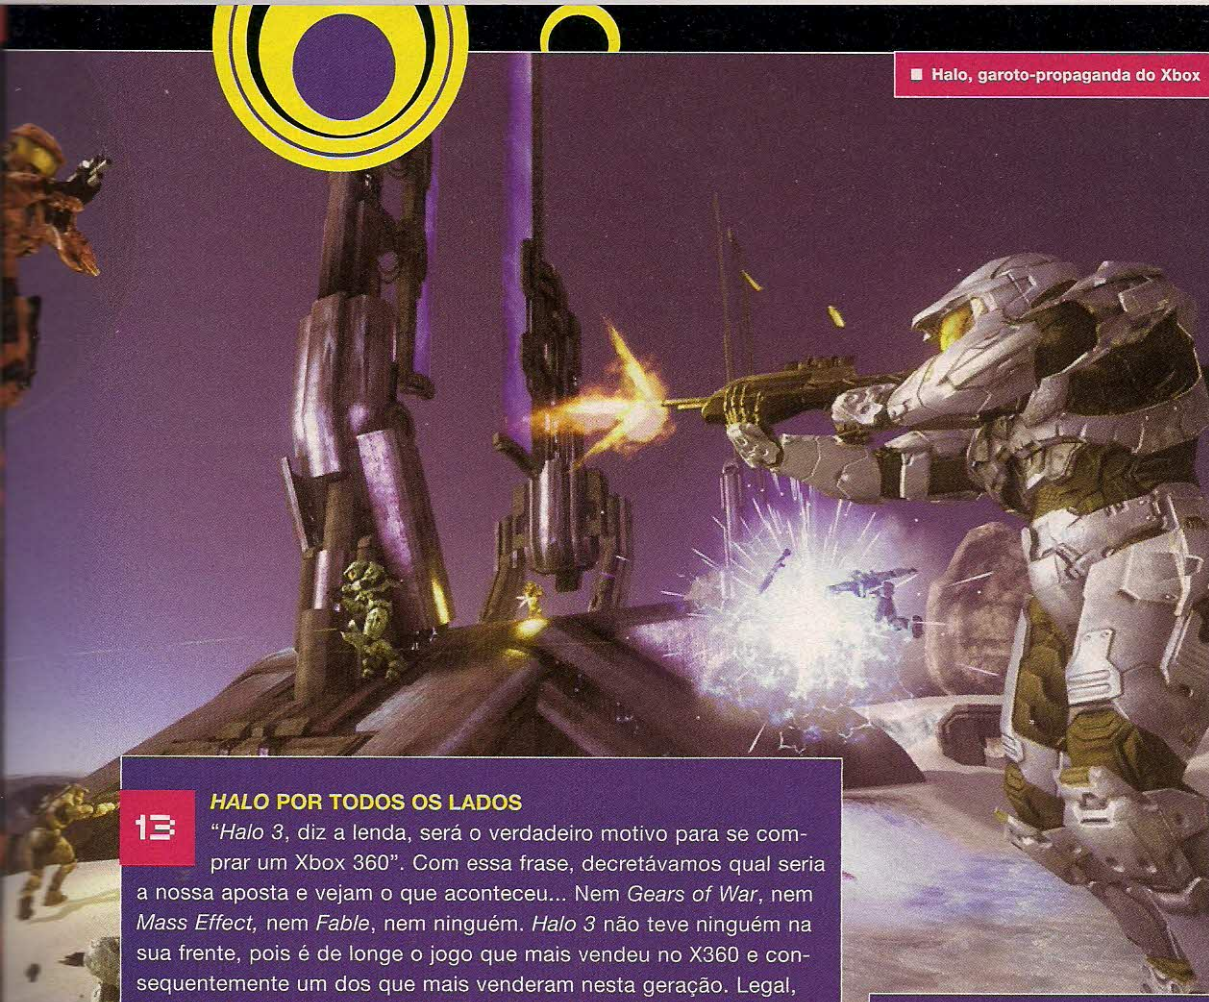 ■ Halo, garoto-propaganda do Xbox
13
HALO POR TODOS OS LADOS
“Halo 3, diz a lenda, será o verdadeiro motivo para se com-
prar um Xbox 360”. Com essa frase, decretávamos qual seria
a nossa aposta e vejam o que aconteceu... Nem Gears of War, nem
Mass Effect, nem Fable, nem ninguém. Halo 3 não teve ninguém na
sua frente, pois é de longe o jogo que mais vendeu no X360 e con-
sequentemente um dos que mais venderam nesta geração. Legal,